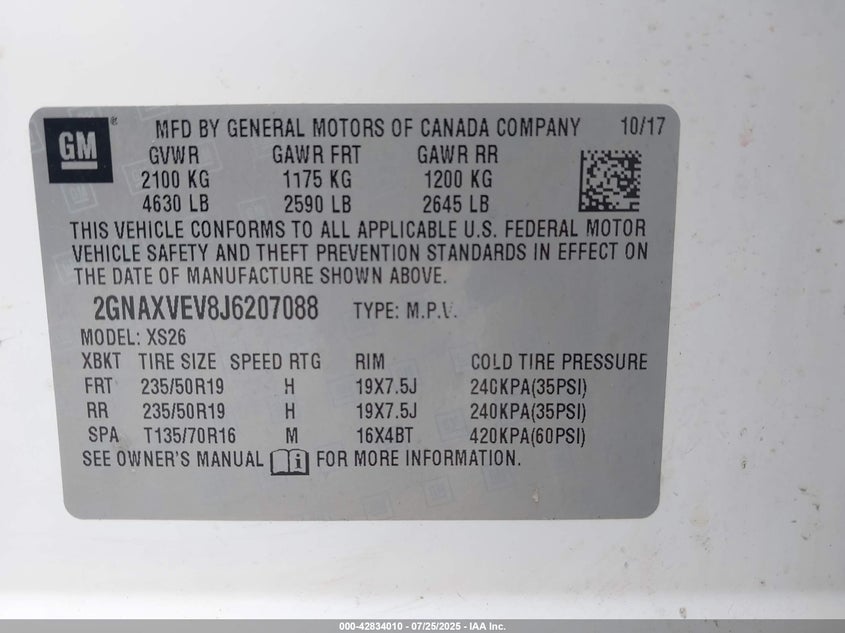 GM ® MFD BY GENERAL MOTORS OF CANADA COMPANY 10/17
GVWR GAWR FRT GAWR RR
2100 KG 1175 KG 1200 KG
4630 LB 2590 LB 2645 LB
THIS VEHICLE CONFORMS TO ALL APPLICABLE U.S. FEDERAL MOTOR
VEHICLE SAFETY AND THEFT PREVENTION STANDARDS IN EFFECT ON
THE DATE OF MANUFACTURE SHOWN ABOVE.
2GNAXVEV8J6207088 TYPE: M.P.V.
MODEL: XS26
XBKT TIRE SIZE SPEED RTG RIM COLD TIRE PRESSURE
FRT 235/50R19 H 19X7.5J 240KPA(35PSI)
RR 235/50R19 H 19X7.5J 240KPA(35PSI)
SPA T135/70R16 M 16X4BT 420KPA(60PSI)
SEE OWNER'S MANUAL i FOR MORE INFORMATION.
000-42834010 - 07/25/2025 - IAA Inc.